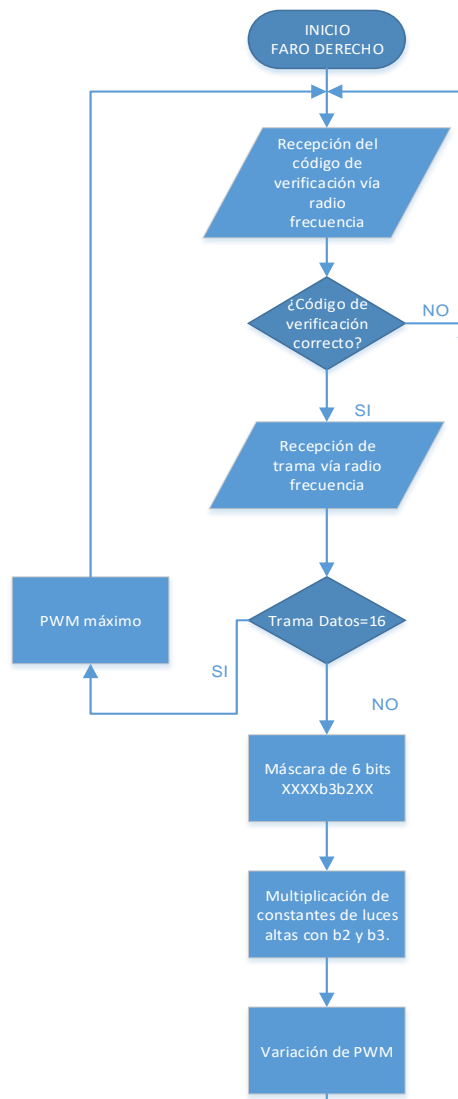 INICIO
FARO DERECHO
Recepción del
código de
verificación vía
radio
frecuencia
¿Código de
verificación
correcto?
NO
SI
Recepción de
trama vía radio
frecuencia
PWM máximo
Trama Datos=16
SI
NO
Máscara de 6 bits
XXXXb3b2XX
Multiplicación de
constantes de luces
altas con b2 y b3.
Variación de PWM